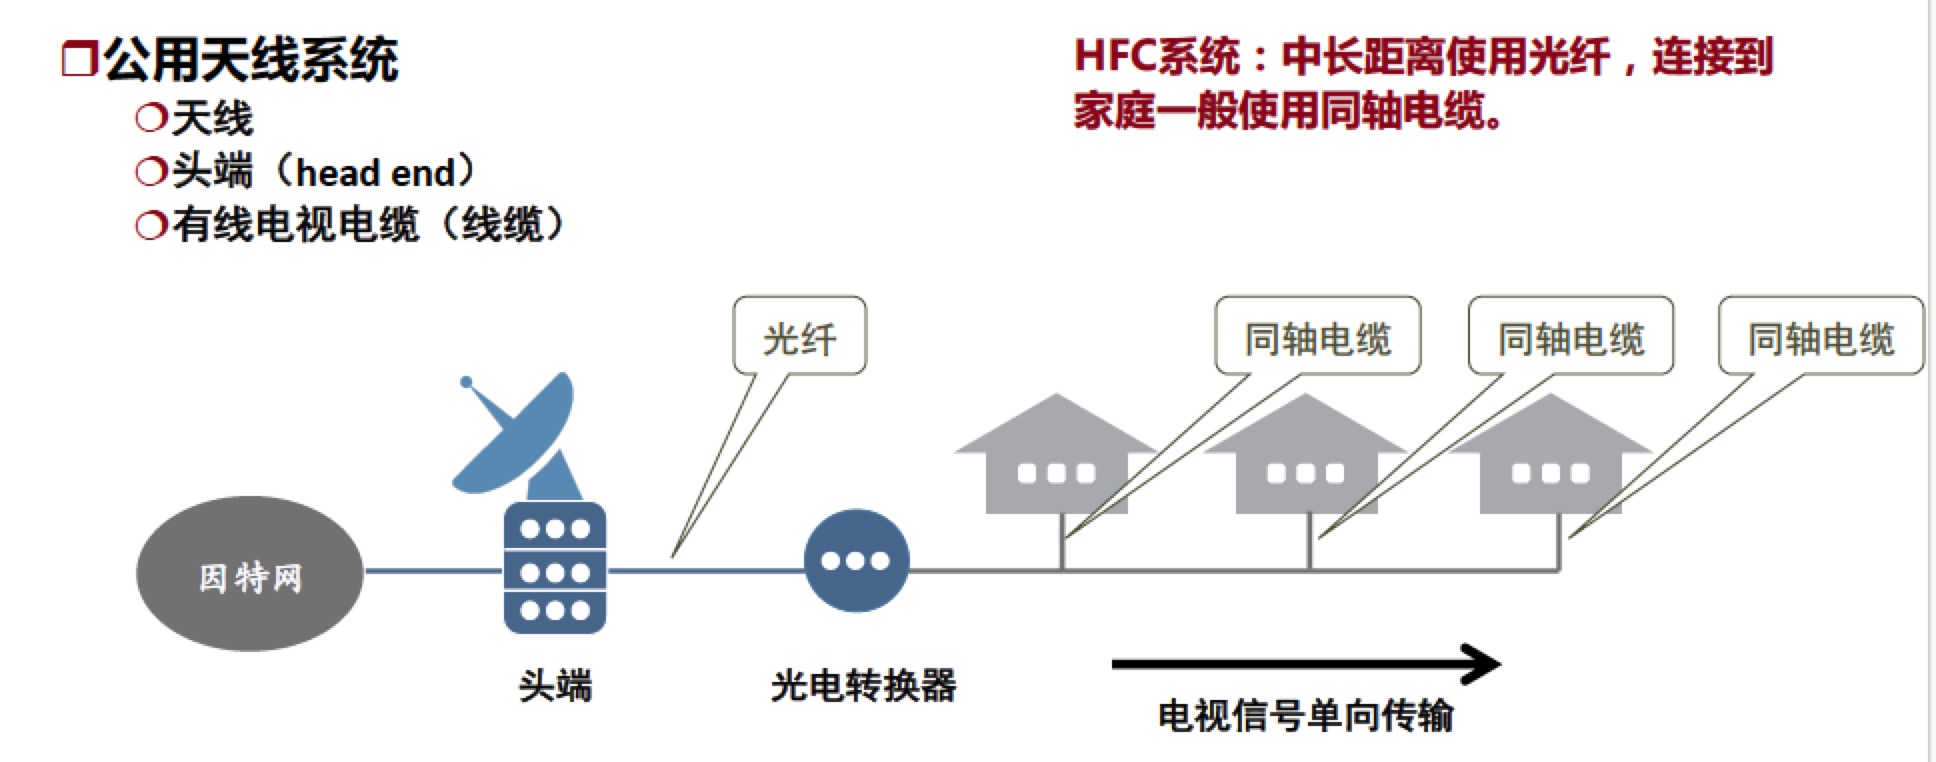 公用天线系统
天线
头端（head end）
有线电视电缆（线缆）
HFC系统：中长距离使用光纤，连接到
家庭一般使用同轴电缆。
光纤
同轴电缆
同轴电缆
同轴电缆
因特网
头端
光电转换器
电视信号单向传输